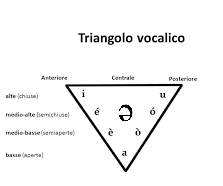 Triangolo vocalico
Anteriore Centrale Posteriore
alte (chiuse) i u
medio-alte (semichiuse) é ə ó
medio-basse (semiaperte) è ò
basse (aperte) a